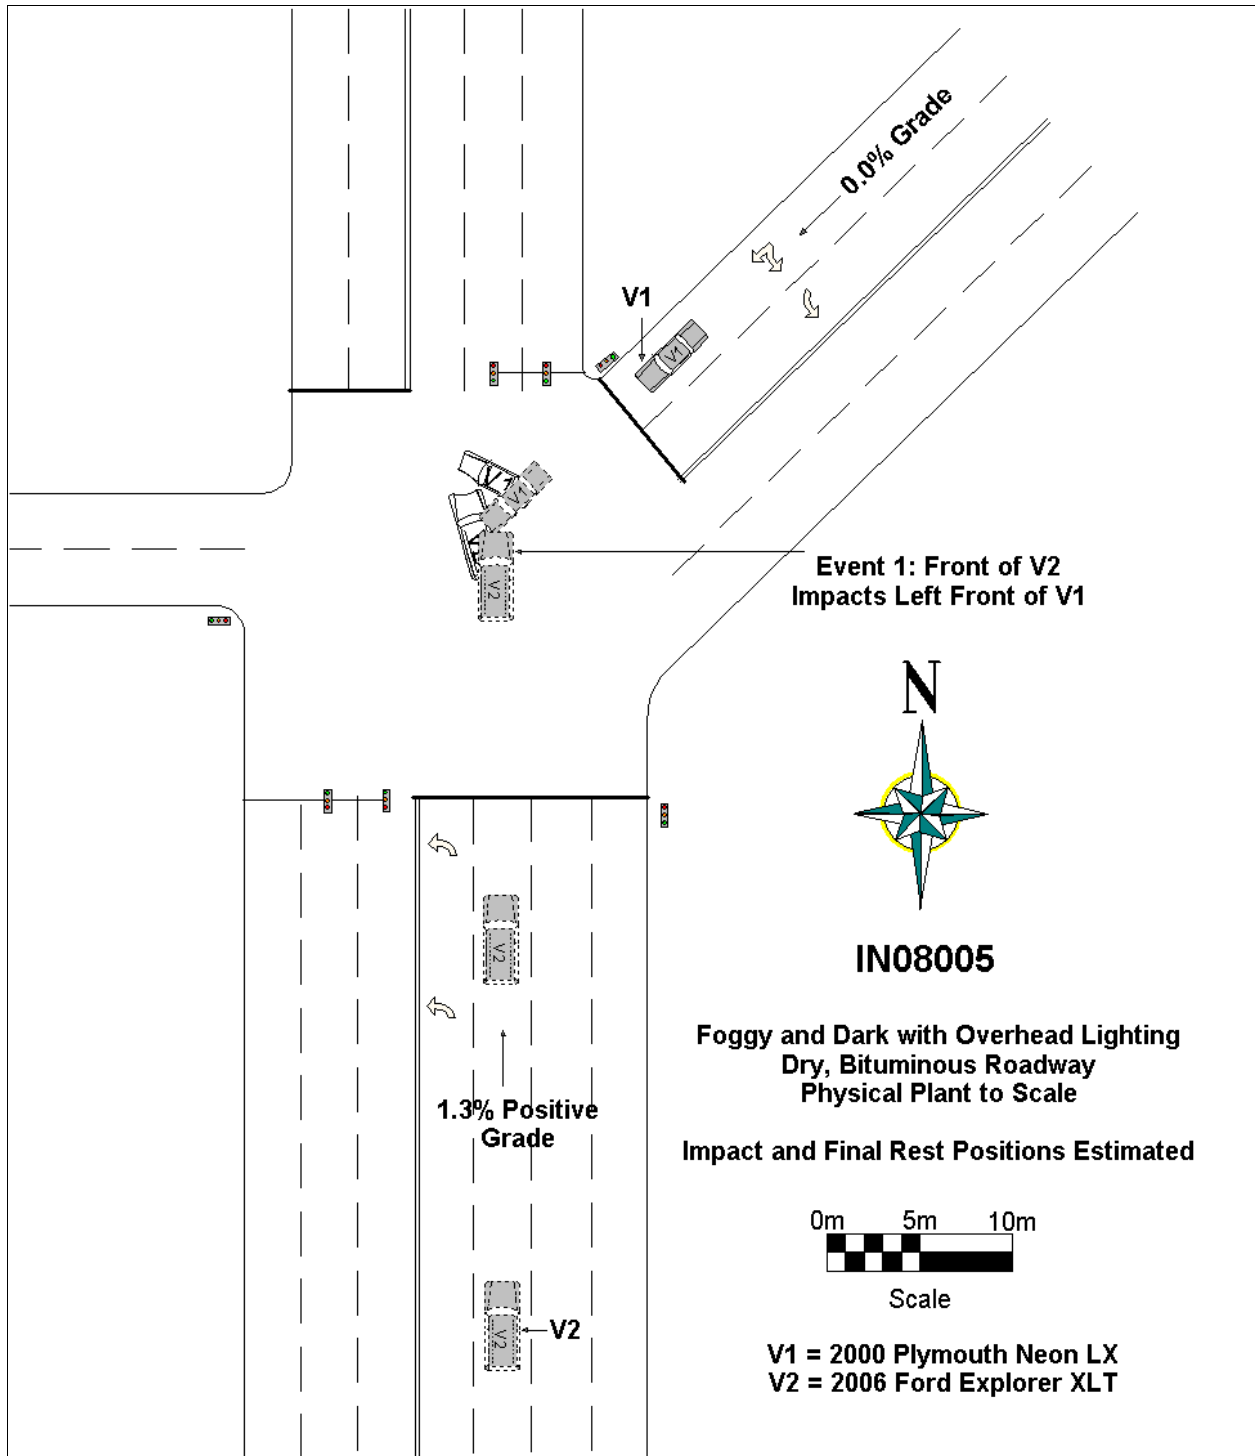 0.0% Grade
V1
V1
V1
V1
V2
V2
Event 1: Front of V2
Impacts Left Front of V1
N
IN08005
V2
Foggy and Dark with Overhead Lighting
Dry, Bituminous Roadway
Physical Plant to Scale
1.3% Positive
Grade
Impact and Final Rest Positions Estimated
0m 5m 10m
Scale
V2
V2
V1 = 2000 Plymouth Neon LX
V2 = 2006 Ford Explorer XLT